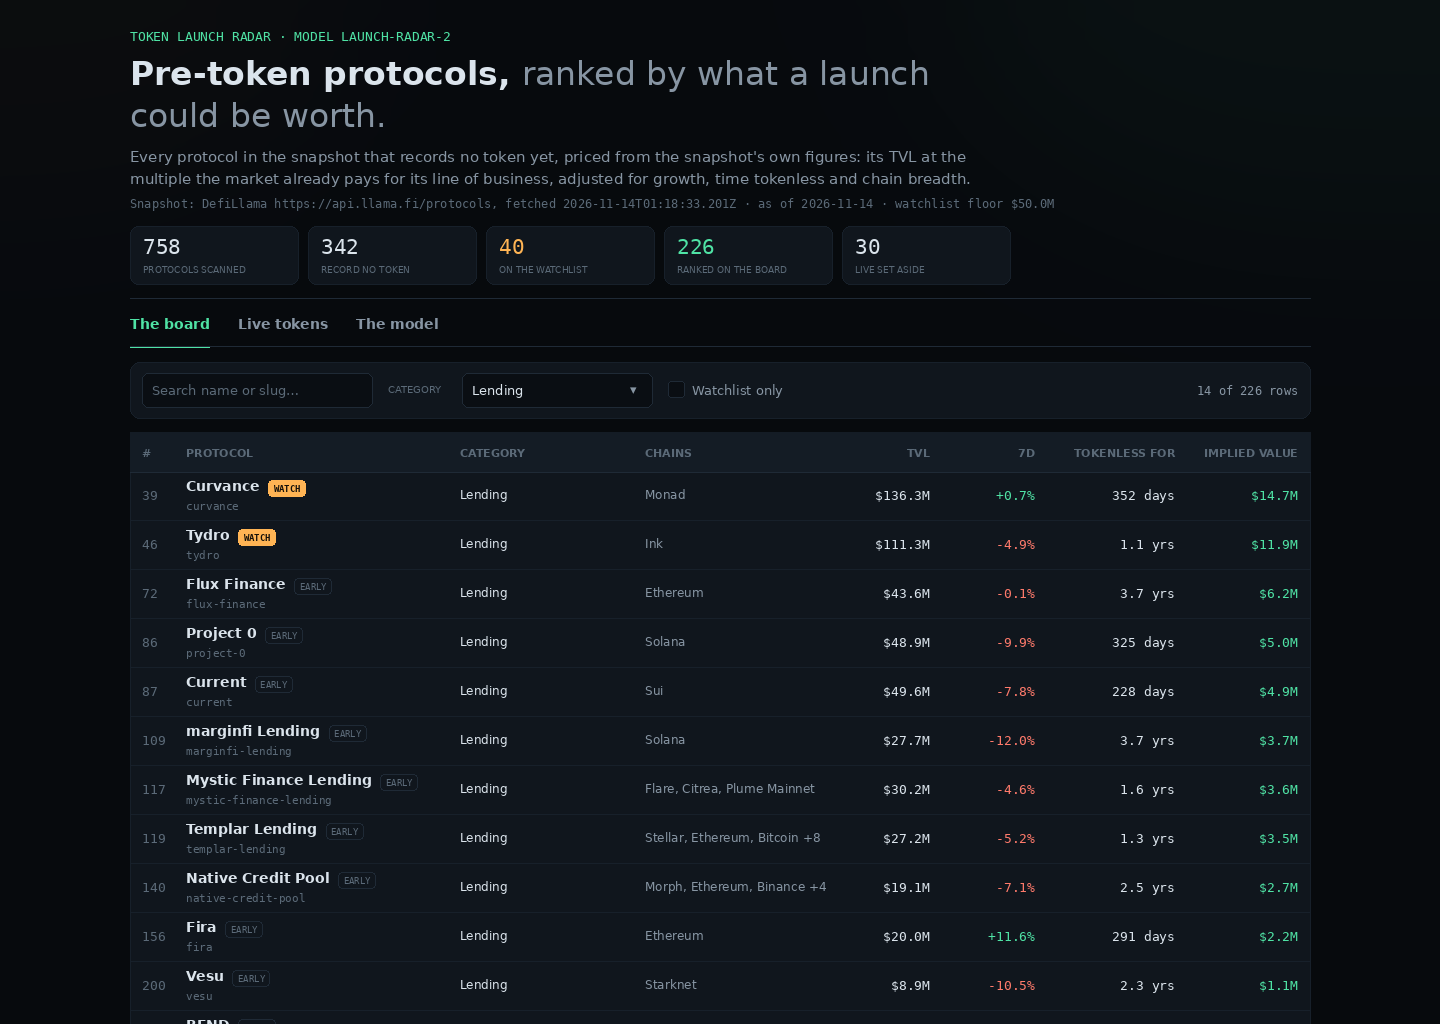 TOKEN LAUNCH RADAR · MODEL LAUNCH-RADAR-2
Pre-token protocols, ranked by what a launch
could be worth.
Every protocol in the snapshot that records no token yet, priced from the snapshot's own figures: its TVL at the
multiple the market already pays for its line of business, adjusted for growth, time tokenless and chain breadth.
Snapshot: DefiLlama https://api.llama.fi/protocols, fetched 2026-11-14T01:18:33.201Z · as of 2026-11-14 · watchlist floor $50.0M
758 342 40 226 30
PROTOCOLS SCANNED RECORD NO TOKEN ON THE WATCHLIST RANKED ON THE BOARD LIVE SET ASIDE
The board Live tokens The model
Search name or slug... CATEGORY Lending ▼ Watchlist only 14 of 226 rows
# PROTOCOL CATEGORY CHAINS TVL 7D TOKENLESS FOR IMPLIED VALUE
39 Curvance WATCH Lending Monad $136.3M +0.7% 352 days $14.7M
curvance
46 Tydro WATCH Lending Ink $111.3M -4.9% 1.1 yrs $11.9M
tydro
72 Flux Finance EARLY Lending Ethereum $43.6M -0.1% 3.7 yrs $6.2M
flux-finance
86 Project 0 EARLY Lending Solana $48.9M -9.9% 325 days $5.0M
project-0
87 Current EARLY Lending Sui $49.6M -7.8% 228 days $4.9M
current
109 marginfi Lending EARLY Lending Solana $27.7M -12.0% 3.7 yrs $3.7M
marginfi-lending
117 Mystic Finance Lending EARLY Lending Flare, Citrea, Plume Mainnet $30.2M -4.6% 1.6 yrs $3.6M
mystic-finance-lending
119 Templar Lending EARLY Lending Stellar, Ethereum, Bitcoin +8 $27.2M -5.2% 1.3 yrs $3.5M
templar-lending
140 Native Credit Pool EARLY Lending Morph, Ethereum, Binance +4 $19.1M -7.1% 2.5 yrs $2.7M
native-credit-pool
156 Fira EARLY Lending Ethereum $20.0M +11.6% 291 days $2.2M
fira
200 Vesu EARLY Lending Starknet $8.9M -10.5% 2.3 yrs $1.1M
vesu